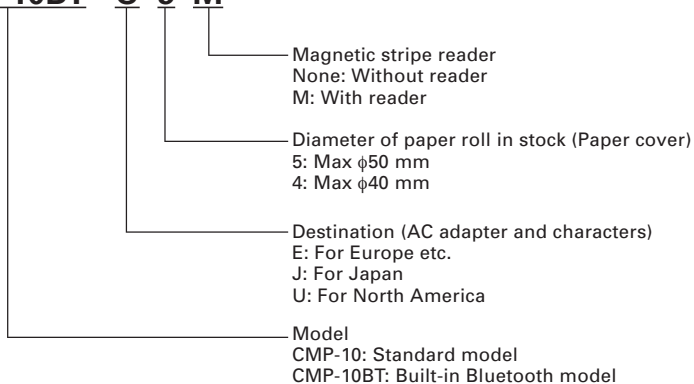 Magnetic stripe reader
None: Without reader
M: With reader
Diameter of paper roll in stock (Paper cover)
5: Max ϕ50 mm
4: Max ϕ40 mm
Destination (AC adapter and characters)
E: For Europe etc.
J: For Japan
U: For North America
Model
CMP-10: Standard model
CMP-10BT: Built-in Bluetooth model